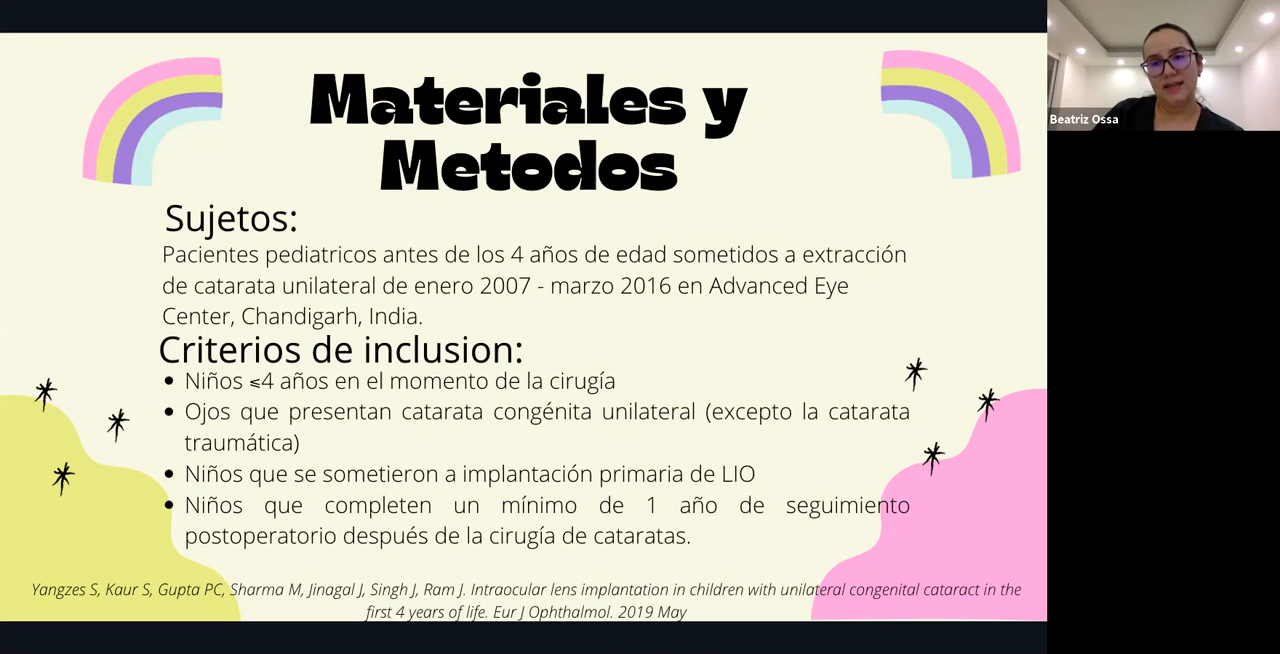 Materiales y
Metodos
Sujetos:
Pacientes pediatricos antes de los 4 años de edad sometidos a extracción
de catarata unilateral de enero 2007 - marzo 2016 en Advanced Eye
Center, Chandigarh, India.
Criterios de inclusion:
• Niños ≤4 años en el momento de la cirugía
• Ojos que presentan catarata congénita unilateral (excepto la catarata
traumática)
• Niños que se sometieron a implantación primaria de LIO
• Niños que completen un mínimo de 1 año de seguimiento
postoperatorio después de la cirugía de cataratas.
Yangzes S, Kaur S, Gupta PC, Sharma M, Jinagal J, Singh J, Ram J. Intraocular lens implantation in children with unilateral congenital cataract in the
first 4 years of life. Eur J Ophthalmol. 2019 May
Beatriz Ossa